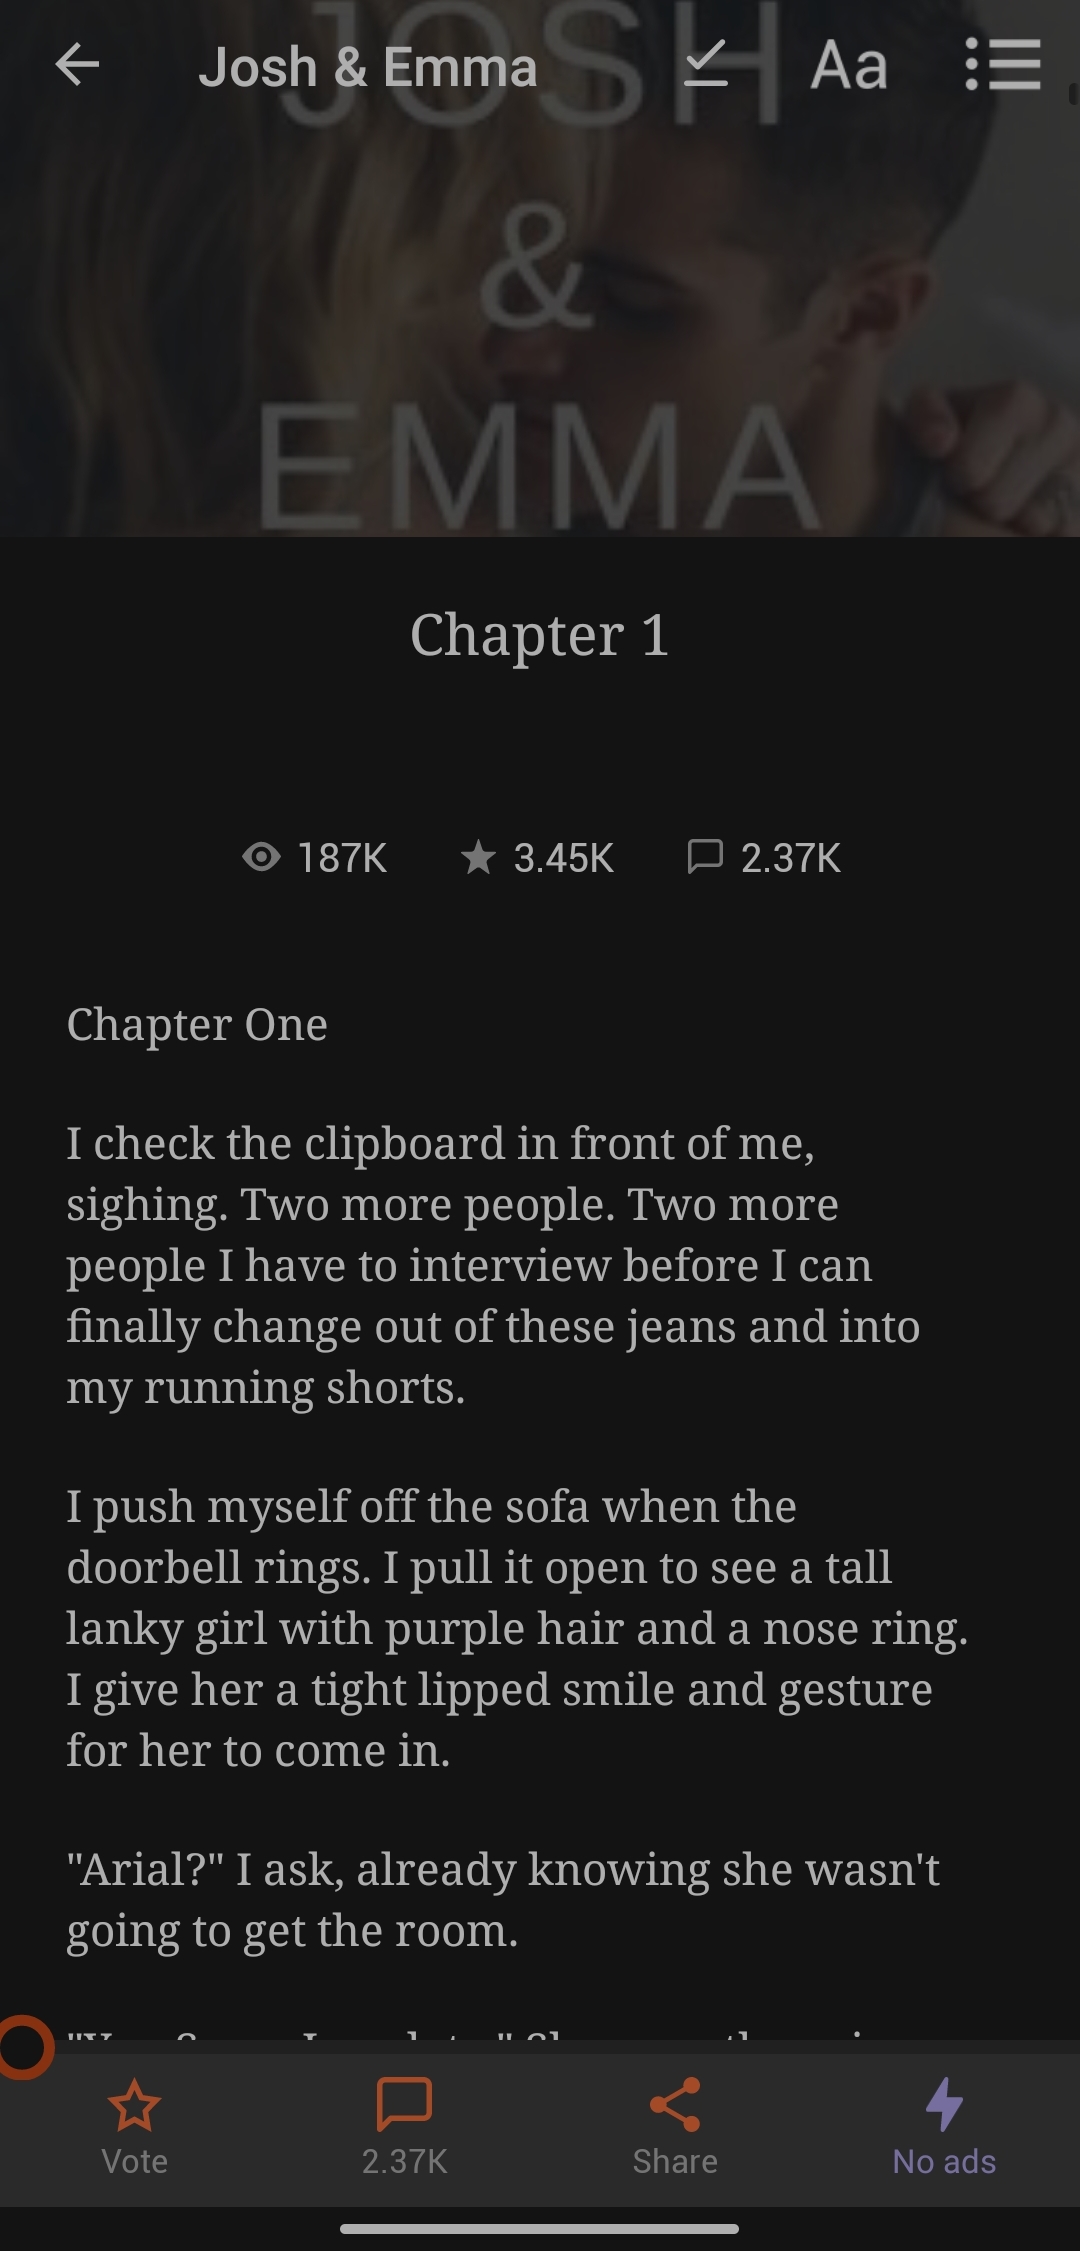 Josh & Emma
Aa
JOSH
&
EMMA
Chapter 1
187K 3.45K 2.37K
Chapter One
I check the clipboard in front of me,
sighing. Two more people. Two more
people I have to interview before I can
finally change out of these jeans and into
my running shorts.
I push myself off the sofa when the
doorbell rings. I pull it open to see a tall
lanky girl with purple hair and a nose ring.
I give her a tight lipped smile and gesture
for her to come in.
"Arial?" I ask, already knowing she wasn't
going to get the room.
Vote 2.37K Share No ads